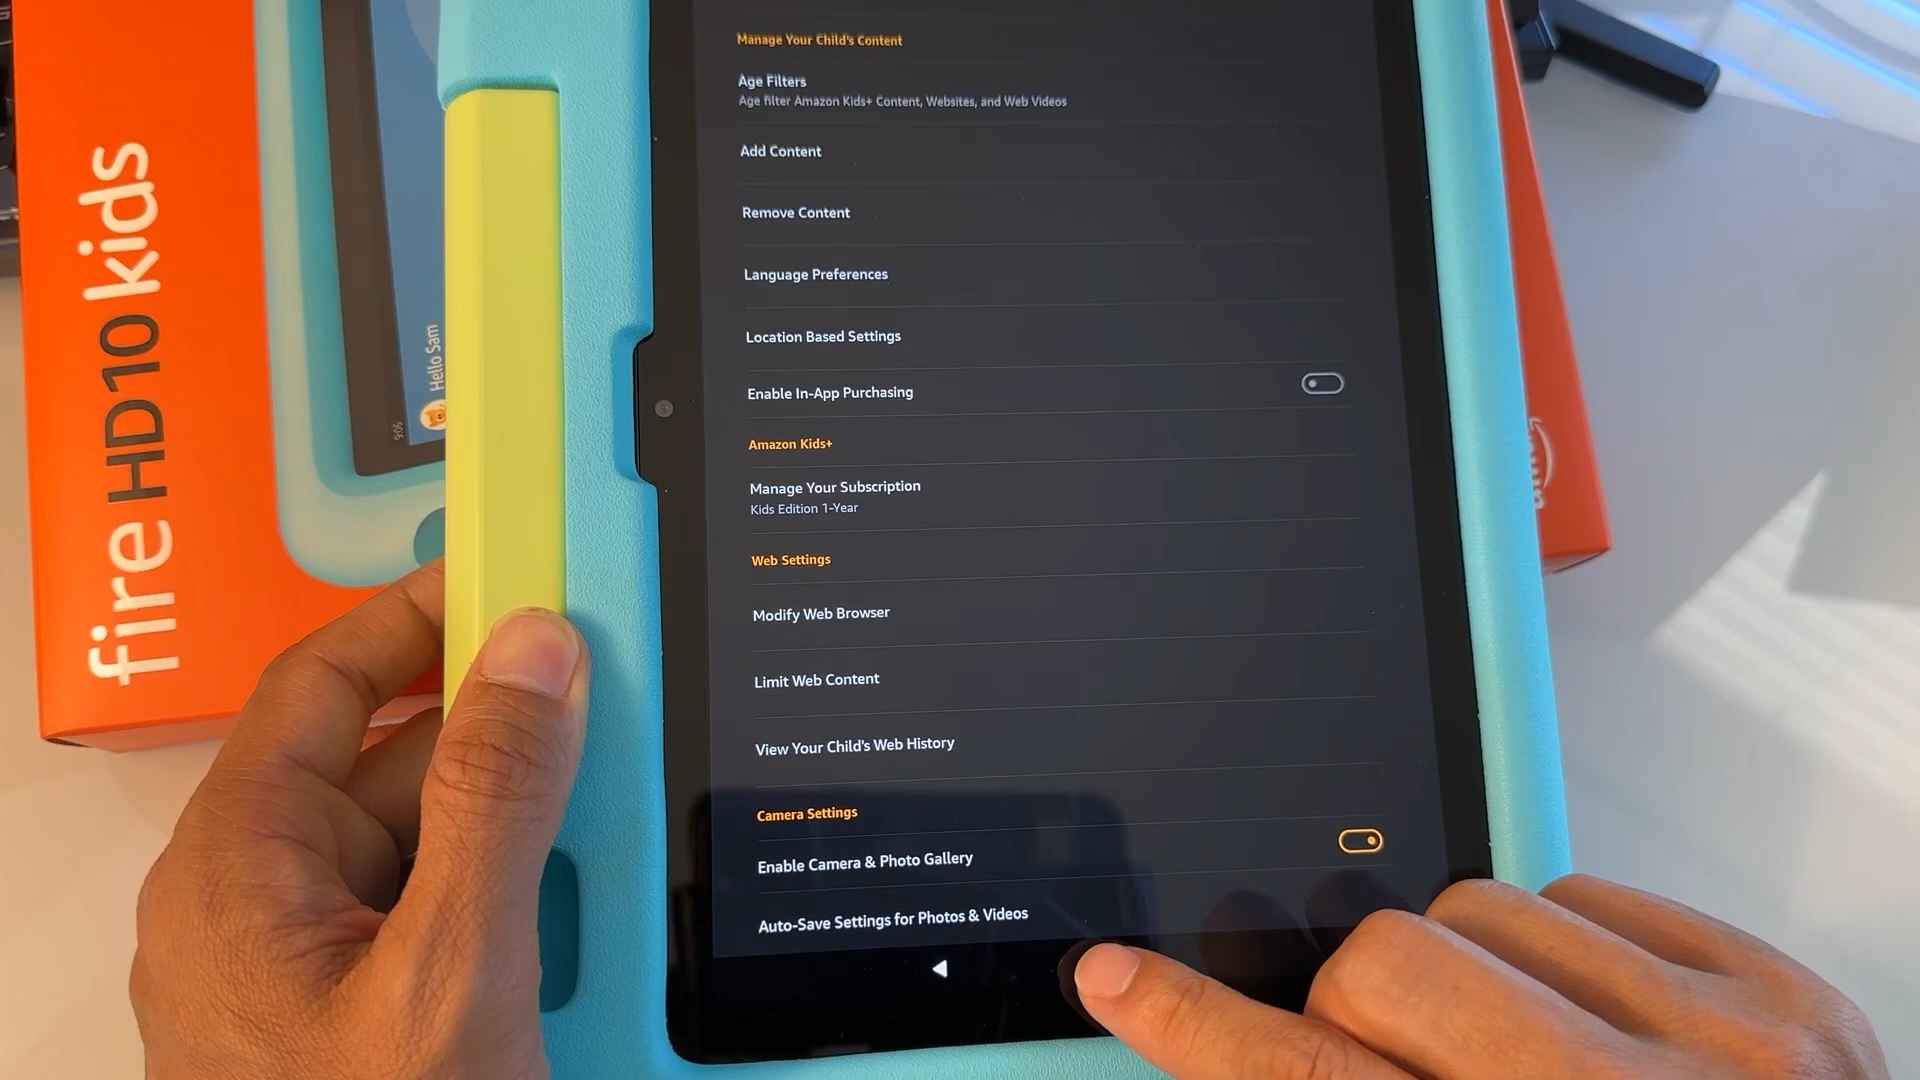 fire HD10 kids
9:06
Hello Sam
Manage Your Child's Content
Age Filters
Age filter Amazon Kids+ Content, Websites, and Web Videos
Add Content
Remove Content
Language Preferences
Location Based Settings
Enable In-App Purchasing
Amazon Kids+
Manage Your Subscription
Kids Edition 1-Year
Web Settings
Modify Web Browser
Limit Web Content
View Your Child's Web History
Camera Settings
Enable Camera & Photo Gallery
Auto-Save Settings for Photos & Videos